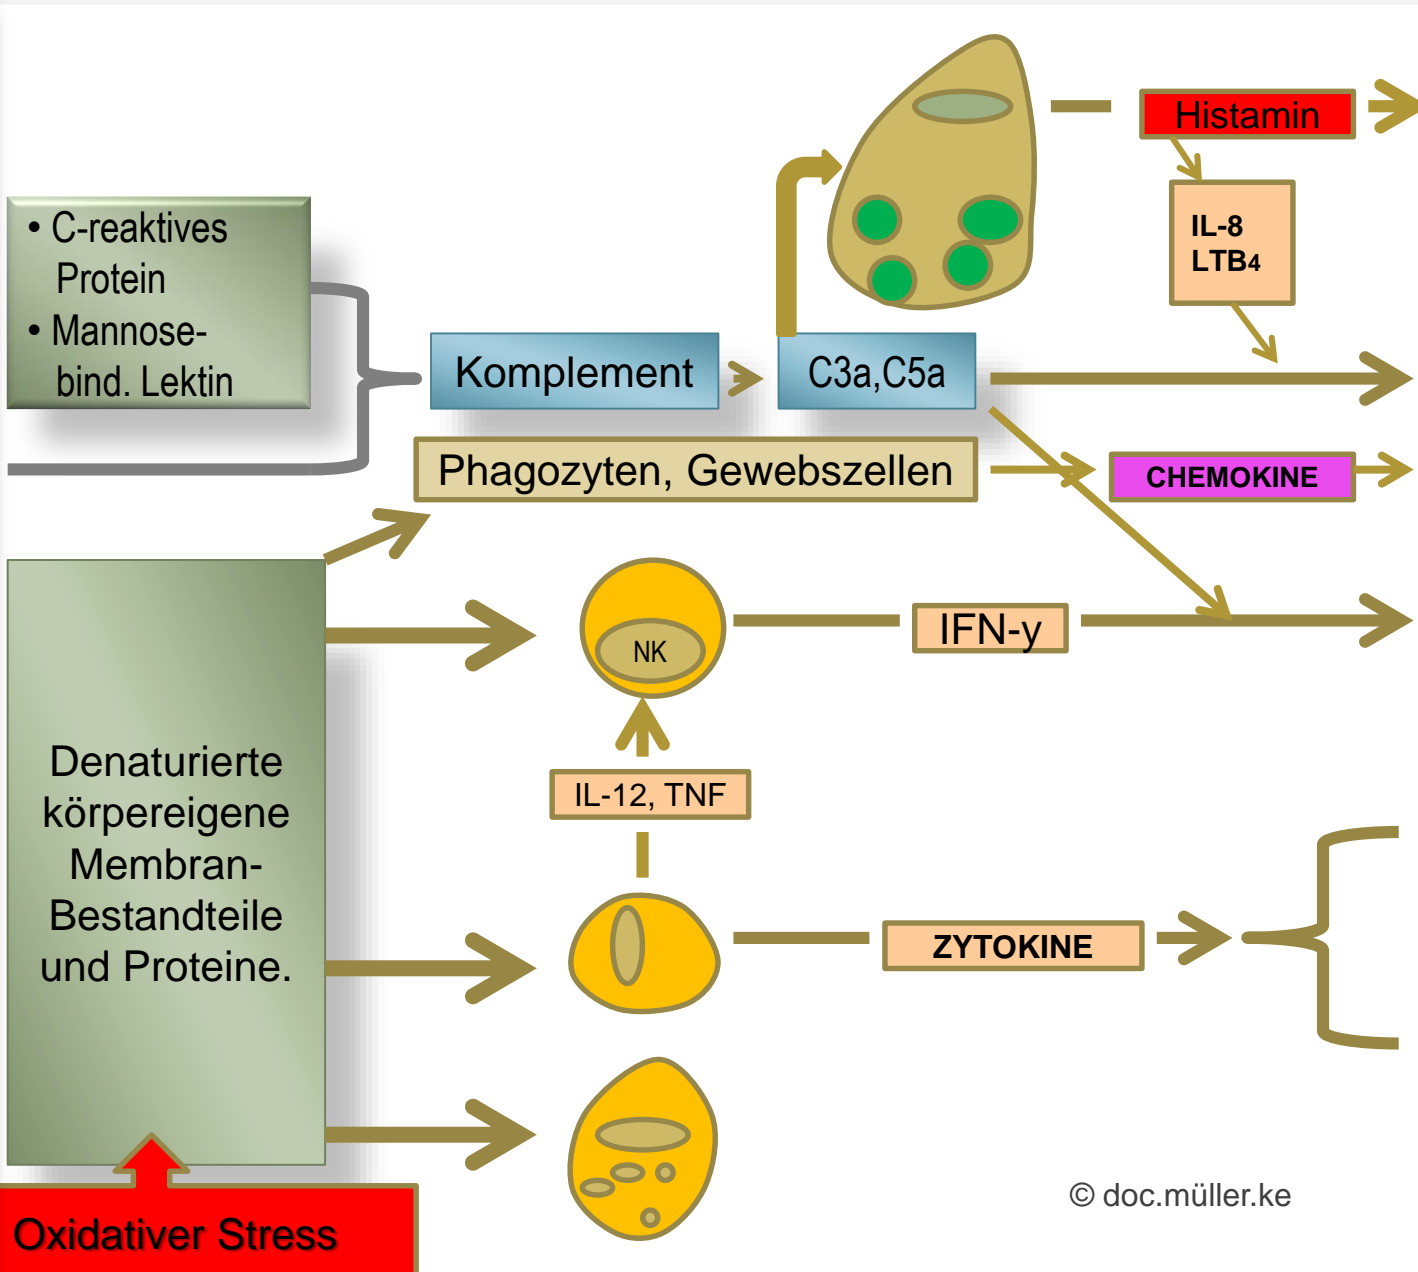 Histamin
IL-8
LTB4
• C-reaktives
Protein
• Mannose-
bind. Lektin
Komplement
C3a,C5a
Phagozyten, Gewebszellen
CHEMOKINE
NK
IFN-y
IL-12, TNF
Denaturierte
körpereigene
Membran-
Bestandteile
und Proteine.
ZYTOKINE
© doc.müller.ke
Oxidativer Stress